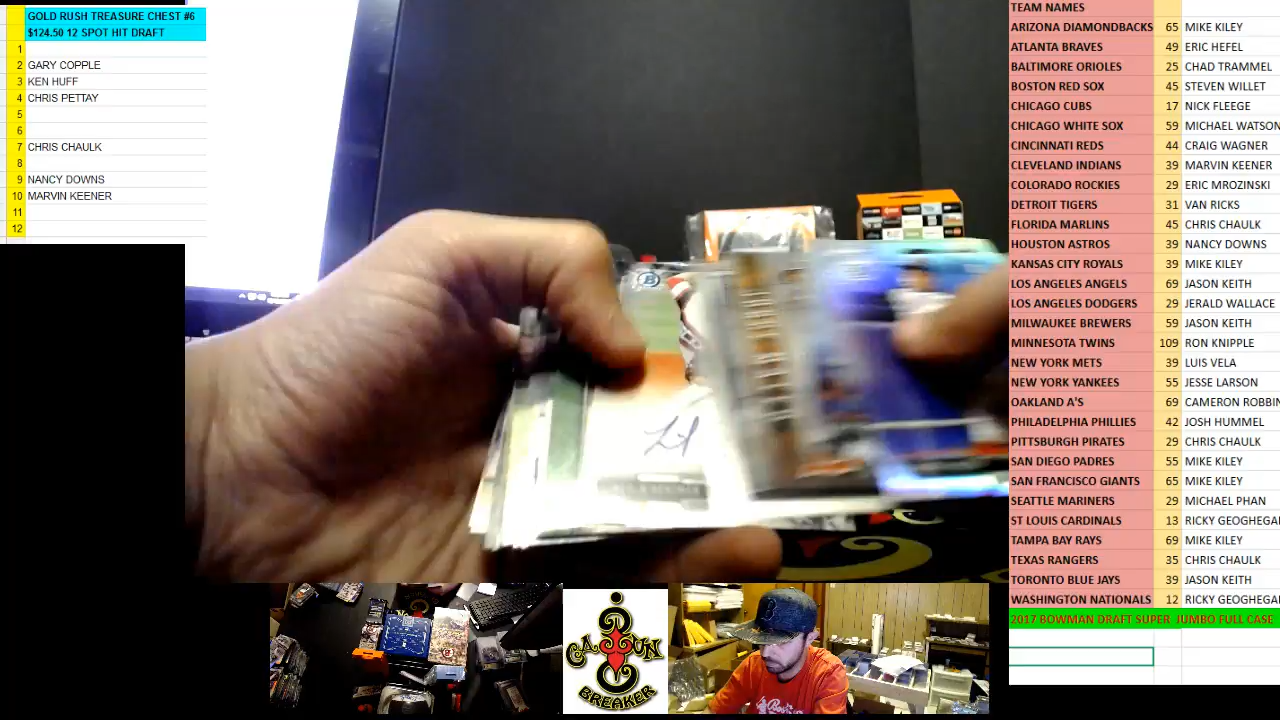 GOLD RUSH TREASURE CHEST #6
$124.50 12 SPOT HIT DRAFT
1
2 GARY COPPLE
3 KEN HUFF
4 CHRIS PETTAY
5
6
7 CHRIS CHAULK
8
9 NANCY DOWNS
10 MARVIN KEENER
11
12
TEAM NAMES
ARIZONA DIAMONDBACKS 65 MIKE KILEY
ATLANTA BRAVES 49 ERIC HEFEL
BALTIMORE ORIOLES 25 CHAD TRAMMEL
BOSTON RED SOX 45 STEVEN WILLET
CHICAGO CUBS 17 NICK FLEEGE
CHICAGO WHITE SOX 59 MICHAEL WATSON
CINCINNATI REDS 44 CRAIG WAGNER
CLEVELAND INDIANS 39 MARVIN KEENER
COLORADO ROCKIES 29 ERIC MROZINSKI
DETROIT TIGERS 31 VAN RICKS
FLORIDA MARLINS 45 CHRIS CHAULK
HOUSTON ASTROS 39 NANCY DOWNS
KANSAS CITY ROYALS 39 MIKE KILEY
LOS ANGELES ANGELS 69 JASON KEITH
LOS ANGELES DODGERS 29 JERALD WALLACE
MILWAUKEE BREWERS 59 JASON KEITH
MINNESOTA TWINS 109 RON KNIPPLE
NEW YORK METS 39 LUIS VELA
NEW YORK YANKEES 55 JESSE LARSON
OAKLAND A'S 69 CAMERON ROBBIN
PHILADELPHIA PHILLIES 42 JOSH HUMMEL
PITTSBURGH PIRATES 29 CHRIS CHAULK
SAN DIEGO PADRES 55 MIKE KILEY
SAN FRANCISCO GIANTS 65 MIKE KILEY
SEATTLE MARINERS 29 MICHAEL PHAN
ST LOUIS CARDINALS 13 RICKY GEOGHEGA
TAMPA BAY RAYS 69 MIKE KILEY
TEXAS RANGERS 35 CHRIS CHAULK
TORONTO BLUE JAYS 39 JASON KEITH
WASHINGTON NATIONALS 12 RICKY GEOGHEGA
2017 BOWMAN DRAFT SUPER JUMBO FULL CASE
CAJUN
BREAKER